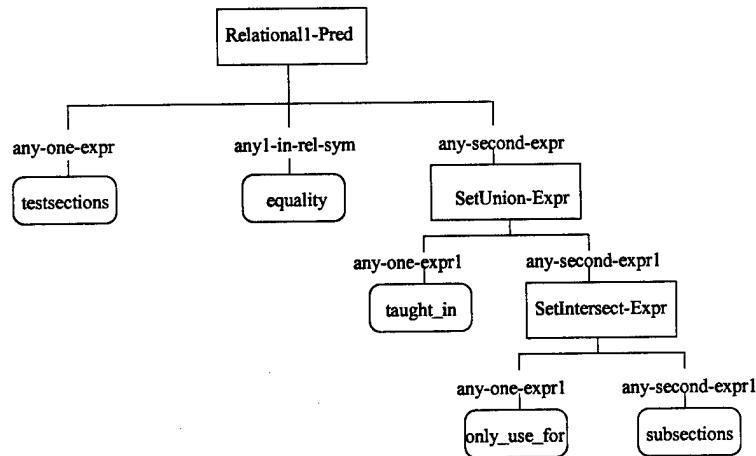 Relational1-Pred
any-one-expr
any1-in-rel-sym
any-second-expr
testsections
equality
SetUnion-Expr
any-one-expr1
any-second-expr1
taught_in
SetIntersect-Expr
any-one-expr1
any-second-expr1
only_use_for
subsections